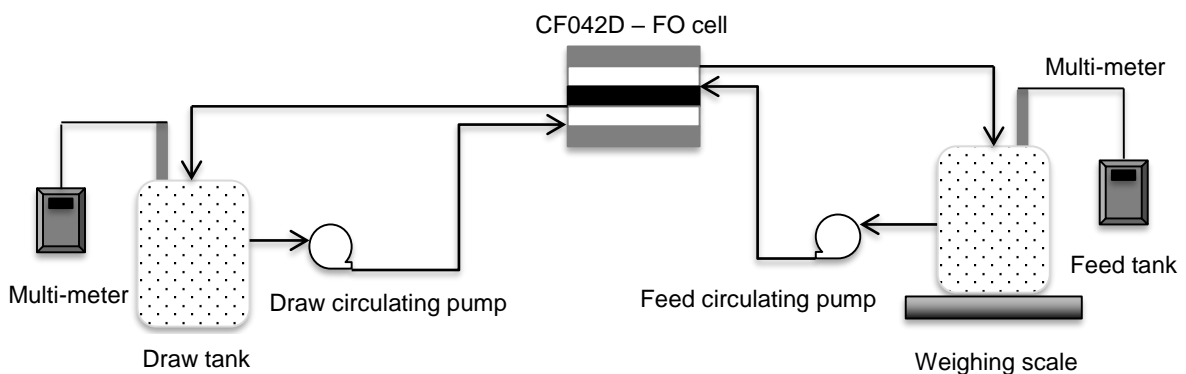 CF042D – FO cell
Multi-meter
Multi-meter
Draw circulating pump
Feed circulating pump
Feed tank
Draw tank
Weighing scale